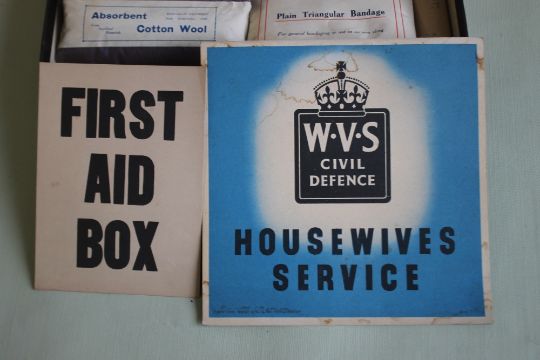 Absorbent
Cotton Wool
Plain Triangular Bandage
FIRST
AID
BOX
W·V·S
CIVIL
DEFENCE
HOUSEWIVES
SERVICE